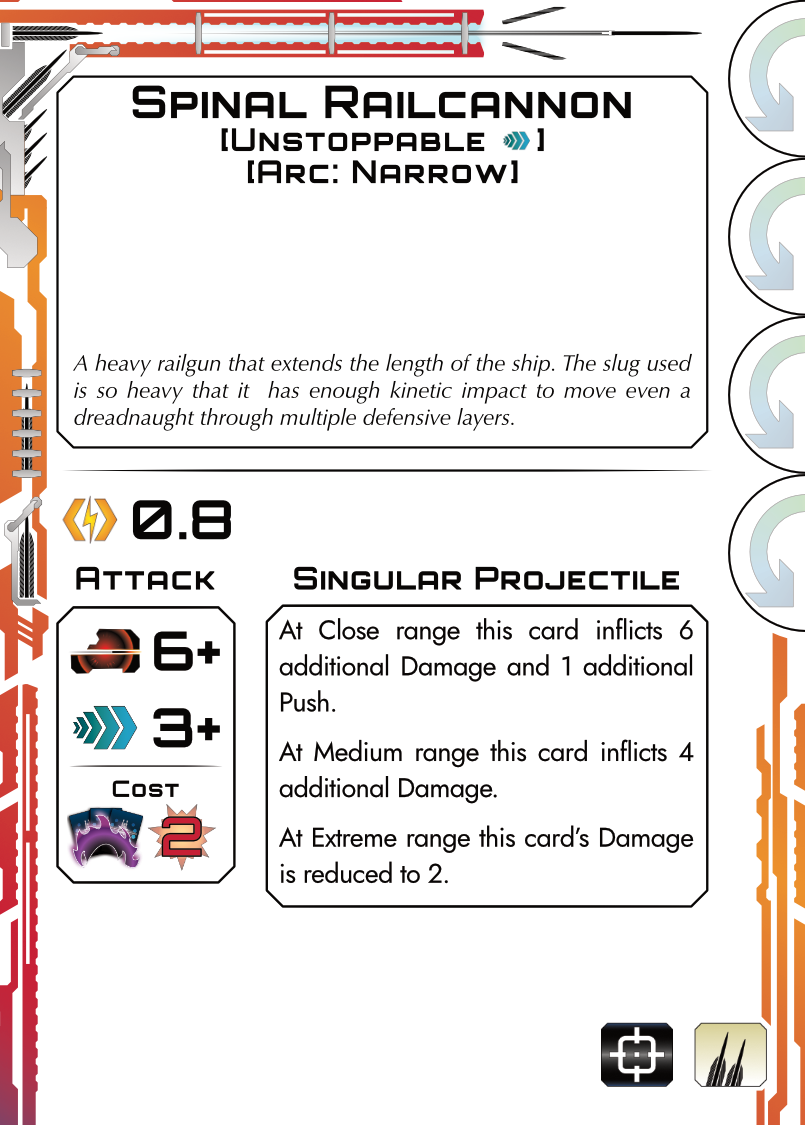 Spinal Railcannon
[Unstoppable ]
[Arc: Narrow]
A heavy railgun that extends the length of the ship. The slug used
is so heavy that it has enough kinetic impact to move even a
dreadnaught through multiple defensive layers.
0.8
Attack
6+
3+
Cost
2
Singular Projectile
At Close range this card inflicts 6
additional Damage and 1 additional
Push.
At Medium range this card inflicts 4
additional Damage.
At Extreme range this card’s Damage
is reduced to 2.